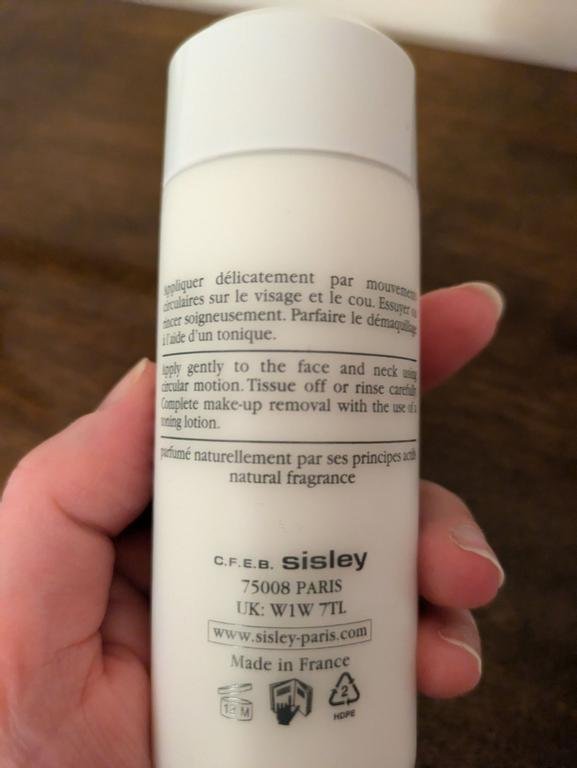 Appliquer délicatement par mouvements
circulaires sur le visage et le cou. Essuyer ou
rincer soigneusement. Parfaire le démaquillage
à l'aide d'un tonique.
Apply gently to the face and neck using
circular motion. Tissue off or rinse carefully.
Complete make-up removal with the use of a
toning lotion.
parfumé naturellement par ses principes actifs
natural fragrance
C.F.E.B. sisley
75008 PARIS
UK: W1W 7TL
www.sisley-paris.com
Made in France
2
HDPE